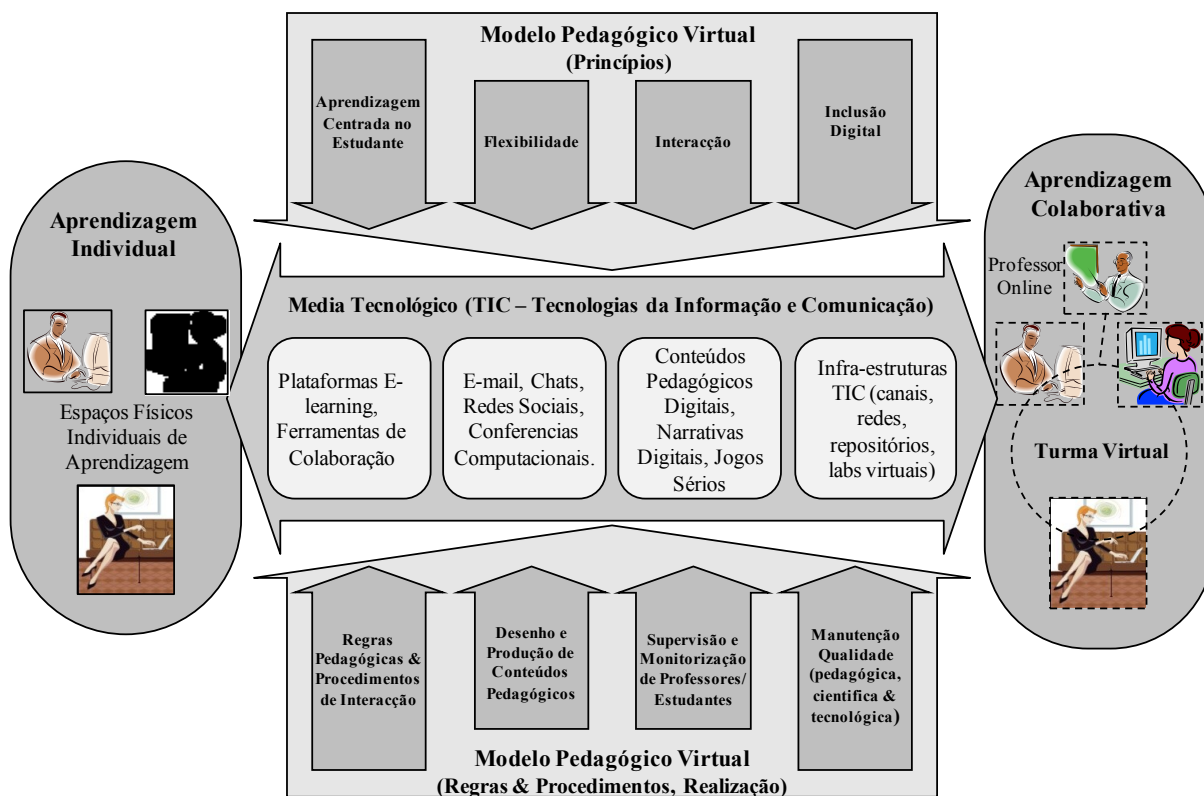 Modelo Pedagógico Virtual
(Princípios)
Aprendizagem
Centrada no
Estudante
Flexibilidade
Interacção
Inclusão
Digital
Aprendizagem
Individual
Espaços Físicos
Individuais de
Aprendizagem
Media Tecnológico (TIC – Tecnologias da Informação e Comunicação)
Plataformas E-
learning,
Ferramentas de
Colaboração
E-mail, Chats,
Redes Sociais,
Conferencias
Computacionais.
Conteúdos
Pedagógicos
Digitais,
Narrativas
Digitais, Jogos
Sérios
Infra-estruturas
TIC (canais,
redes,
repositórios,
labs virtuais)
Aprendizagem
Colaborativa
Professor
Online
Turma Virtual
Regras
Pedagógicas &
Procedimentos
de Interacção
Desenho e
Produção de
Conteúdos
Pedagógicos
Supervisão e
Monitorização
de Professores/
Estudantes
Manutenção
Qualidade
(pedagógica,
cientifica &
tecnológica)
Modelo Pedagógico Virtual
(Regras & Procedimentos, Realização)